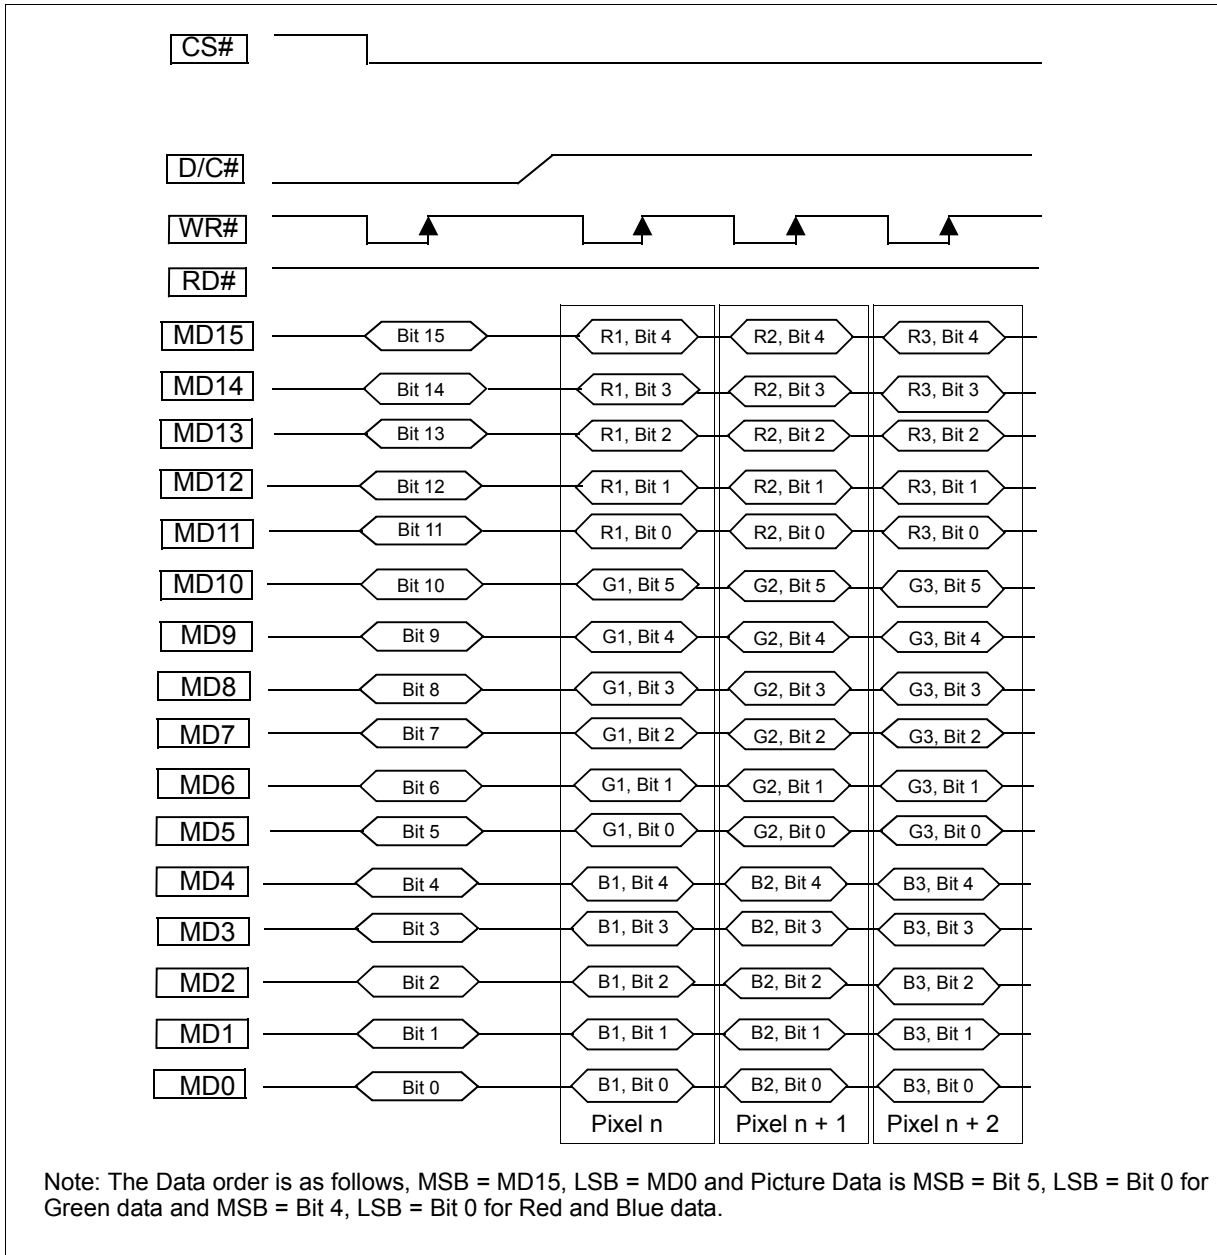 CS#
D/C#
WR#
RD#
MD15 Bit 15 R1, Bit 4 R2, Bit 4 R3, Bit 4
MD14 Bit 14 R1, Bit 3 R2, Bit 3 R3, Bit 3
MD13 Bit 13 R1, Bit 2 R2, Bit 2 R3, Bit 2
MD12 Bit 12 R1, Bit 1 R2, Bit 1 R3, Bit 1
MD11 Bit 11 R1, Bit 0 R2, Bit 0 R3, Bit 0
MD10 Bit 10 G1, Bit 5 G2, Bit 5 G3, Bit 5
MD9 Bit 9 G1, Bit 4 G2, Bit 4 G3, Bit 4
MD8 Bit 8 G1, Bit 3 G2, Bit 3 G3, Bit 3
MD7 Bit 7 G1, Bit 2 G2, Bit 2 G3, Bit 2
MD6 Bit 6 G1, Bit 1 G2, Bit 1 G3, Bit 1
MD5 Bit 5 G1, Bit 0 G2, Bit 0 G3, Bit 0
MD4 Bit 4 B1, Bit 4 B2, Bit 4 B3, Bit 4
MD3 Bit 3 B1, Bit 3 B2, Bit 3 B3, Bit 3
MD2 Bit 2 B1, Bit 2 B2, Bit 2 B3, Bit 2
MD1 Bit 1 B1, Bit 1 B2, Bit 1 B3, Bit 1
MD0 Bit 0 B1, Bit 0 B2, Bit 0 B3, Bit 0
Pixel n Pixel n + 1 Pixel n + 2
Note: The Data order is as follows, MSB = MD15, LSB = MD0 and Picture Data is MSB = Bit 5, LSB = Bit 0 for
Green data and MSB = Bit 4, LSB = Bit 0 for Red and Blue data.